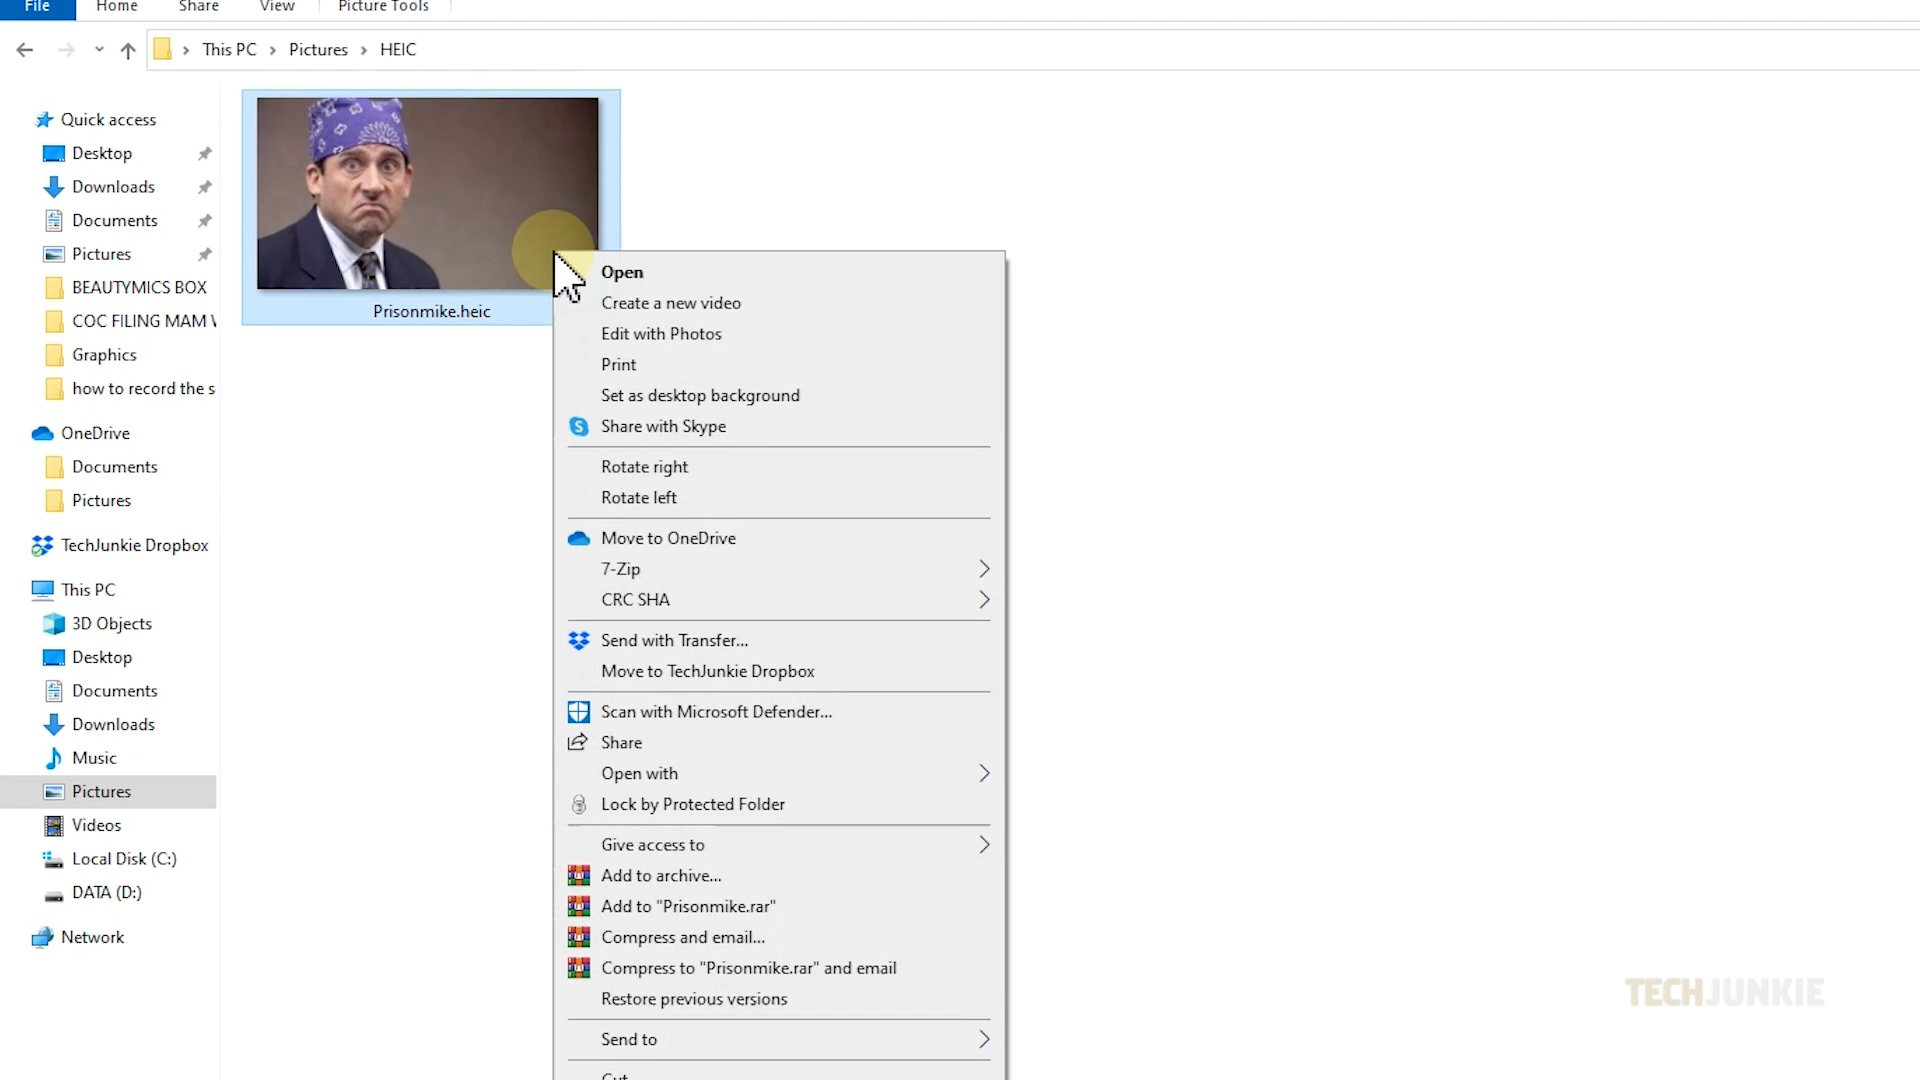 File Home Share View Picture Tools
This PC Pictures HEIC
Quick access
Desktop
Downloads
Documents
Pictures
BEAUTYMICS BOX
COC FILING MAM
Graphics
how to record the s
OneDrive
Documents
Pictures
TechJunkie Dropbox
This PC
3D Objects
Desktop
Documents
Downloads
Music
Pictures
Videos
Local Disk (C:)
DATA (D:)
Network
Prisonmike.heic
Open
Create a new video
Edit with Photos
Print
Set as desktop background
S Share with Skype
Rotate right
Rotate left
Move to OneDrive
7-Zip
CRC SHA
Send with Transfer...
Move to TechJunkie Dropbox
Scan with Microsoft Defender...
Share
Open with
Lock by Protected Folder
Give access to
Add to archive...
Add to "Prisonmike.rar"
Compress and email...
Compress to "Prisonmike.rar" and email
Restore previous versions
Send to
Cut
TECHJUNKIE